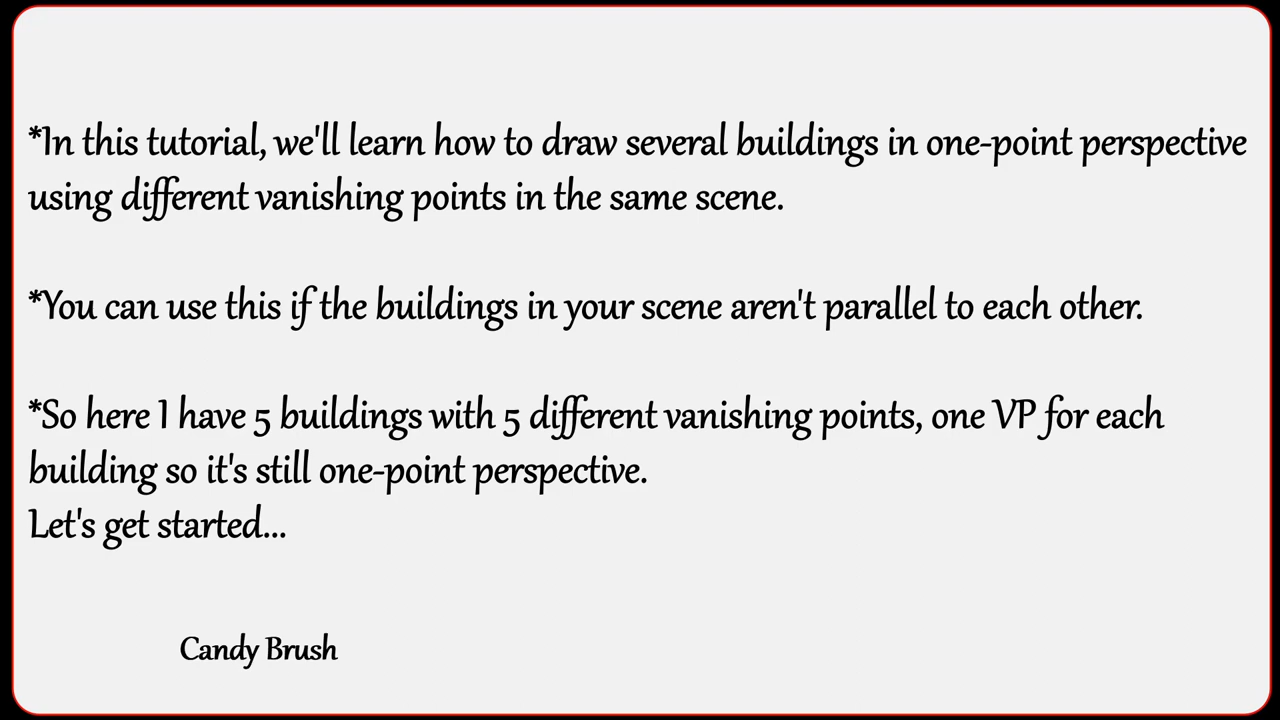 *In this tutorial, we'll learn how to draw several buildings in one-point perspective
using different vanishing points in the same scene.
*You can use this if the buildings in your scene aren't parallel to each other.
*So here I have 5 buildings with 5 different vanishing points, one VP for each
building so it's still one-point perspective.
Let's get started...
Candy Brush